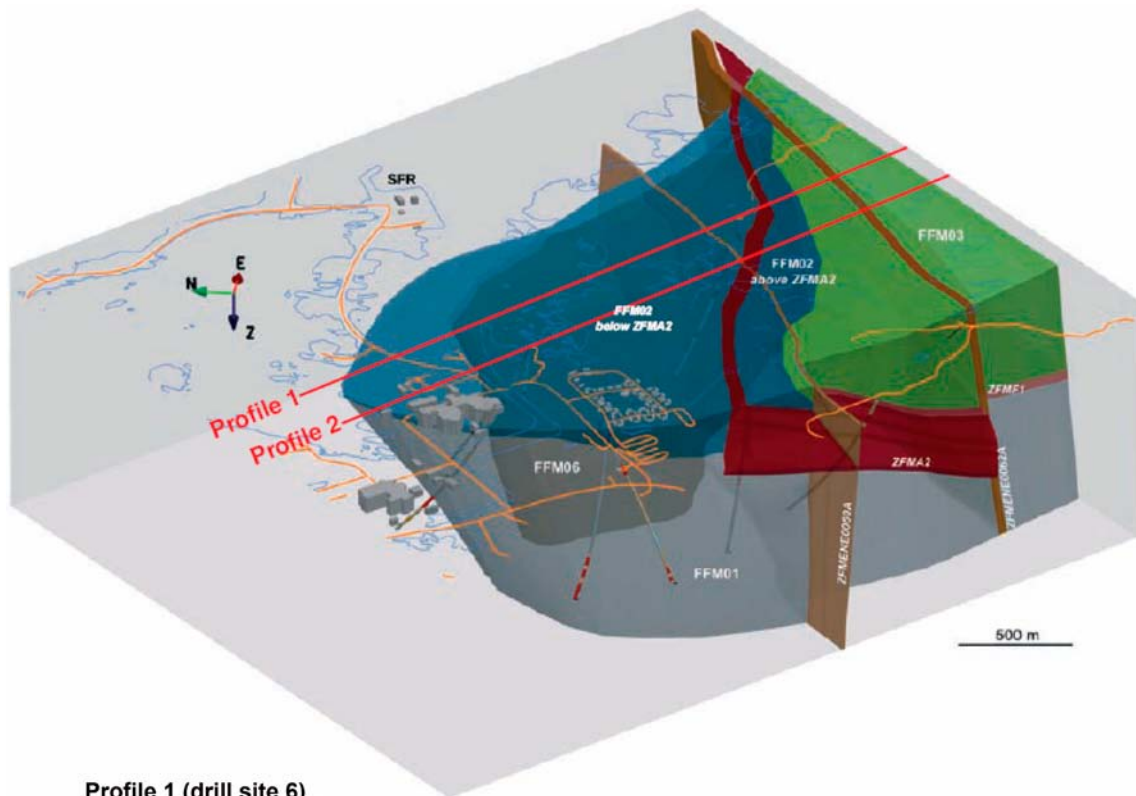 SFR
E
N
Z
FFM03
FFM02
above ZFMA2
FFM02
below ZFMA2
Profile 1
Profile 2
ZFMF1
FFM06
ZFMA2
ZFMENE0062A
FFM01
ZFMENE0060A
500 m
Profile 1 (drill site 6)